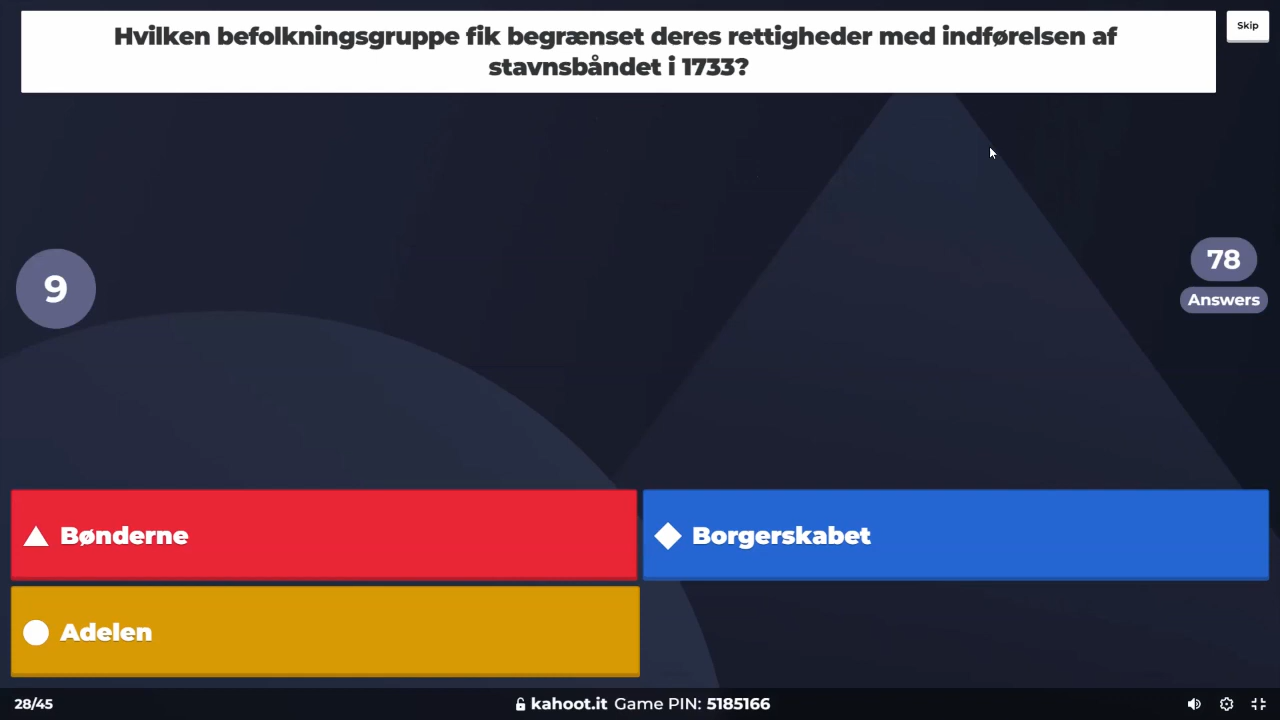 Hvilken befolkningsgruppe fik begrænset deres rettigheder med indførelsen af
stavnsbåndet i 1733?
Skip
9
78
Answers
Bønderne
Borgerskabet
Adelen
28/45
kahoot.it Game PIN: 5185166